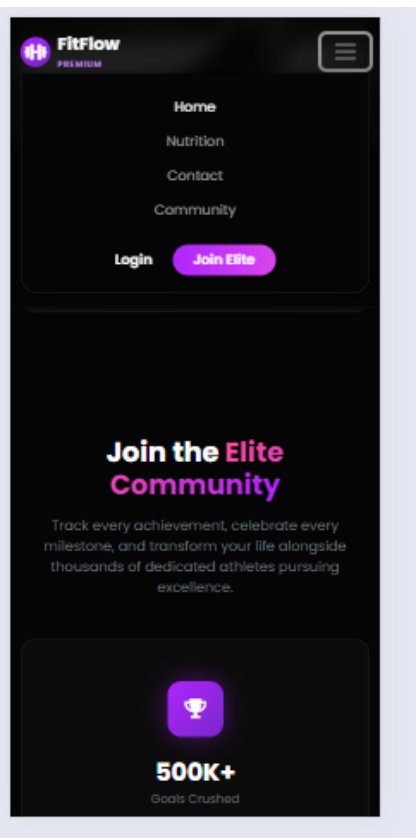 FitFlow
PREMIUM
Home
Nutrition
Contact
Community
Login Join Elite
Join the Elite
Community
Track every achievement, celebrate every
milestone, and transform your life alongside
thousands of dedicated athletes pursuing
excellence.
500K+
Goals Crushed